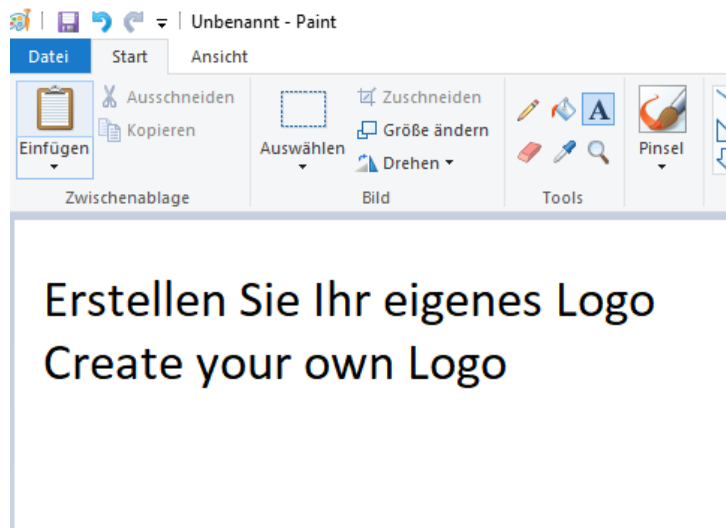 Unbenannt - Paint
Datei Start Ansicht
Einfügen
Ausschneiden
Kopieren
Zwischenablage
Auswählen
Zuschneiden
Größe ändern
Drehen
Bild
A
Tools
Pinsel
Erstellen Sie Ihr eigenes Logo
Create your own Logo